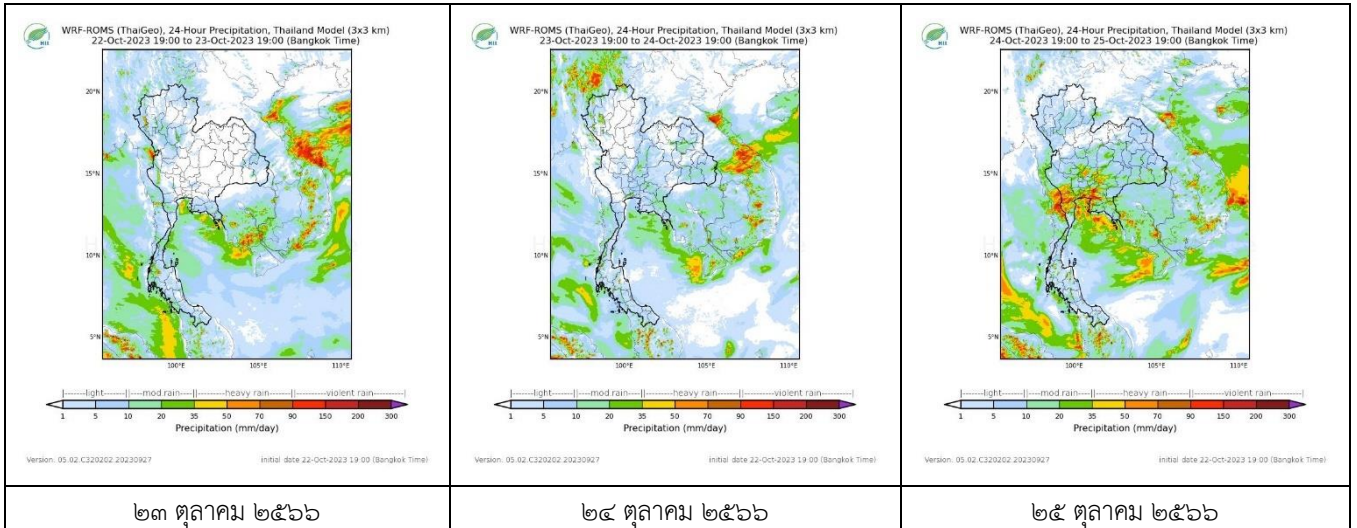 HII
WRF-ROMS (ThaiGeo), 24-Hour Precipitation, Thailand Model (3x3 km)
22-Oct-2023 19:00 to 23-Oct-2023 19:00 (Bangkok Time)
20°N
15°N
10°N
5°N
100°E
105°E
110°E
light mod rain heavy rain violent rain
1 5 10 20 35 50 70 90 150 200 300
Precipitation (mm/day)
Version: 05.02.C320202.20230927
initial date 22-Oct-2023 19:00 (Bangkok Time)
๒๓ ตุลาคม ๒๕๖๖
HII
WRF-ROMS (ThaiGeo), 24-Hour Precipitation, Thailand Model (3x3 km)
23-Oct-2023 19:00 to 24-Oct-2023 19:00 (Bangkok Time)
20°N
15°N
10°N
5°N
100°E
105°E
110°E
light mod rain heavy rain violent rain
1 5 10 20 35 50 70 90 150 200 300
Precipitation (mm/day)
Version: 05.02.C320202.20230927
initial date 22-Oct-2023 19:00 (Bangkok Time)
๒๔ ตุลาคม ๒๕๖๖
HII
WRF-ROMS (ThaiGeo), 24-Hour Precipitation, Thailand Model (3x3 km)
24-Oct-2023 19:00 to 25-Oct-2023 19:00 (Bangkok Time)
20°N
15°N
10°N
5°N
100°E
105°E
110°E
light mod rain heavy rain violent rain
1 5 10 20 35 50 70 90 150 200 300
Precipitation (mm/day)
Version: 05.02.C320202.20230927
initial date 22-Oct-2023 19:00 (Bangkok Time)
๒๕ ตุลาคม ๒๕๖๖